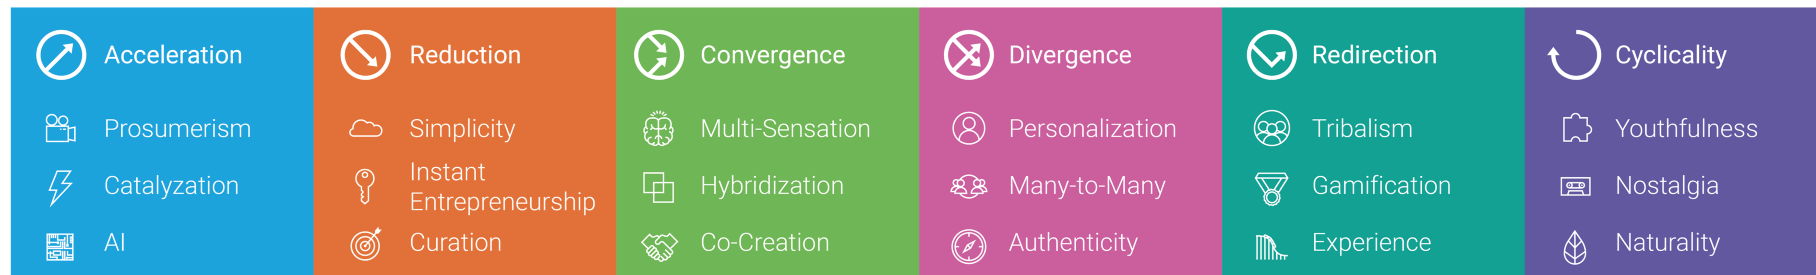 Acceleration
Prosumerism
Catalyzation
AI
Reduction
Simplicity
Instant
Entrepreneurship
Curation
Convergence
Multi-Sensation
Hybridization
Co-Creation
Divergence
Personalization
Many-to-Many
Authenticity
Redirection
Tribalism
Gamification
Experience
Cyclicality
Youthfulness
Nostalgia
Naturality